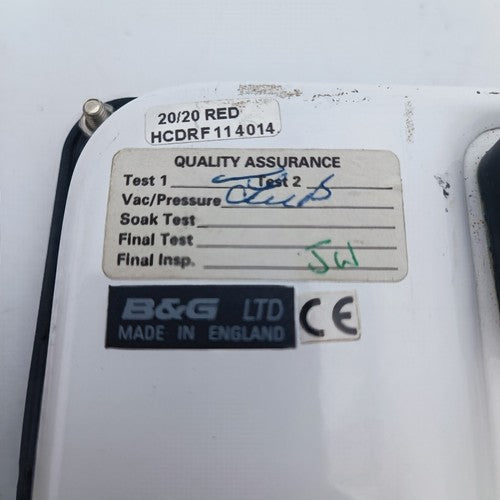 20/20 RED
HCDRF114014
QUALITY ASSURANCE
Test 1 Test 2
Vac/Pressure
Soak Test
Final Test
Final Insp. JW
B&G LTD
MADE IN ENGLAND
CE